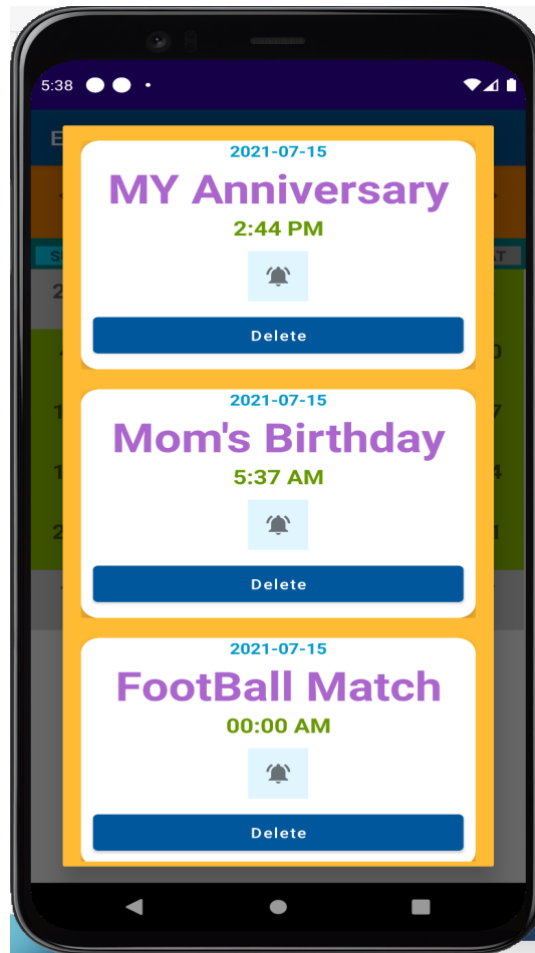 5:38
E
2021-07-15
MY Anniversary
2:44 PM
Delete
2021-07-15
Mom's Birthday
5:37 AM
Delete
2021-07-15
FootBall Match
00:00 AM
Delete